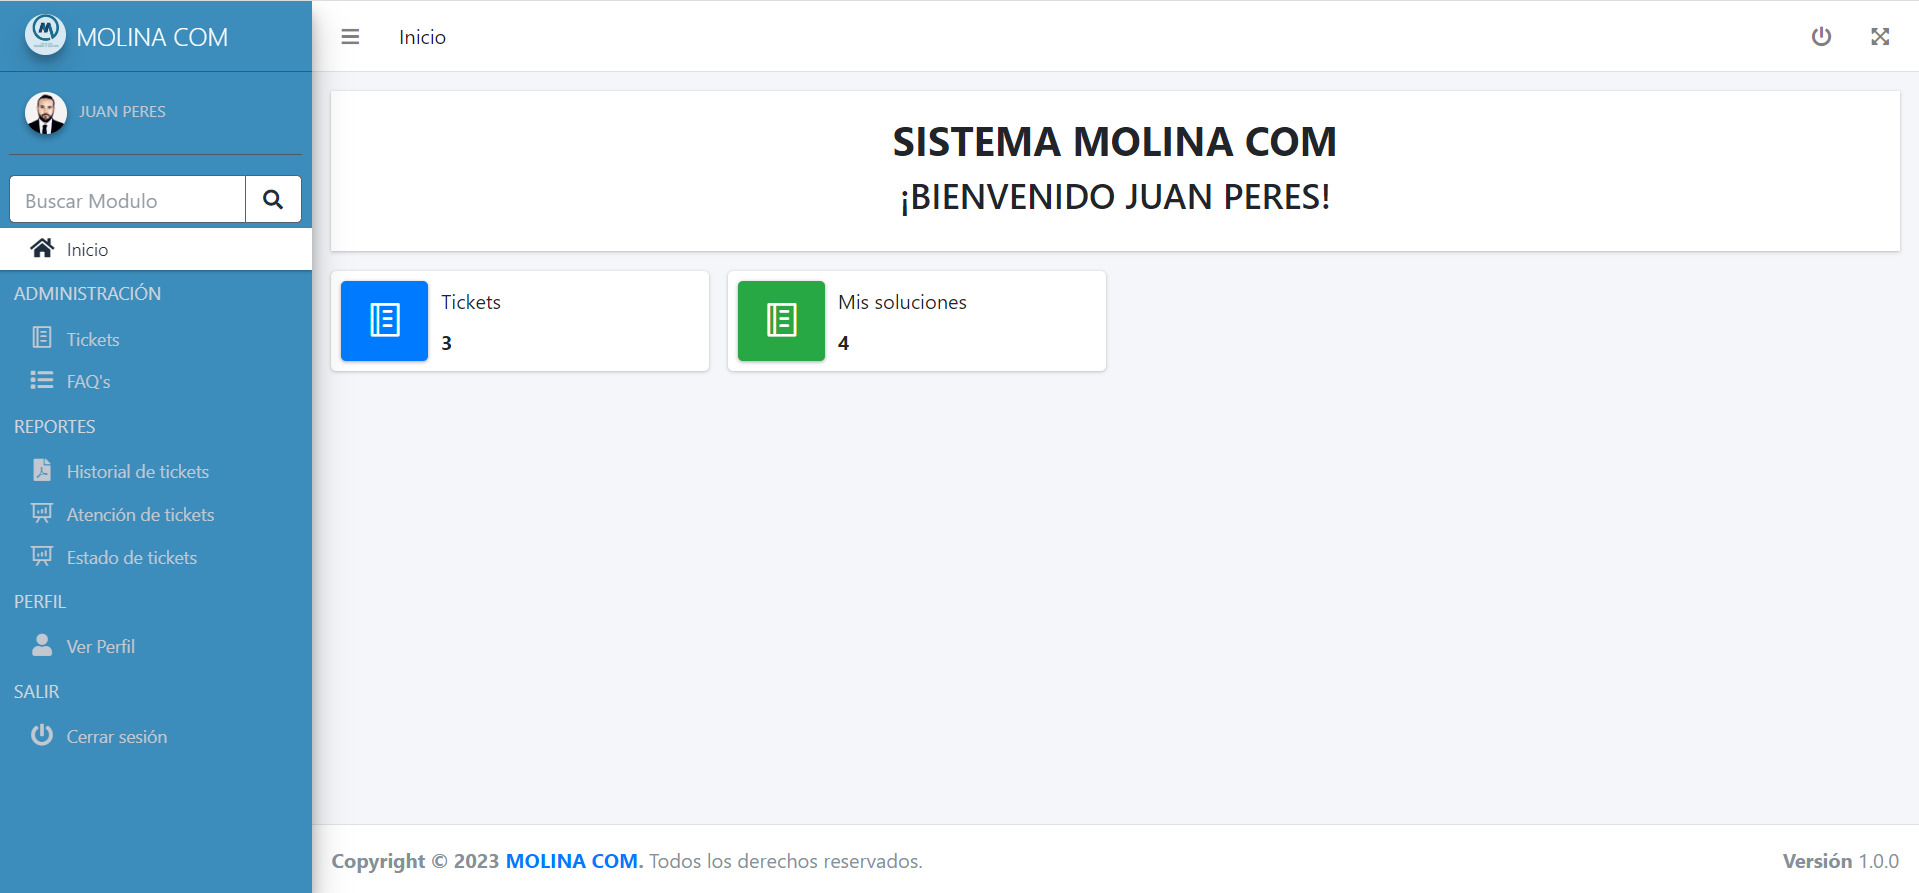 MOLINA COM
JUAN PERES
Buscar Modulo
Inicio
ADMINISTRACIÓN
Tickets
FAQ's
REPORTES
Historial de tickets
Atención de tickets
Estado de tickets
PERFIL
Ver Perfil
SALIR
Cerrar sesión
Inicio
SISTEMA MOLINA COM
¡BIENVENIDO JUAN PERES!
Tickets
3
Mis soluciones
4
Copyright © 2023 MOLINA COM. Todos los derechos reservados.
Versión 1.0.0